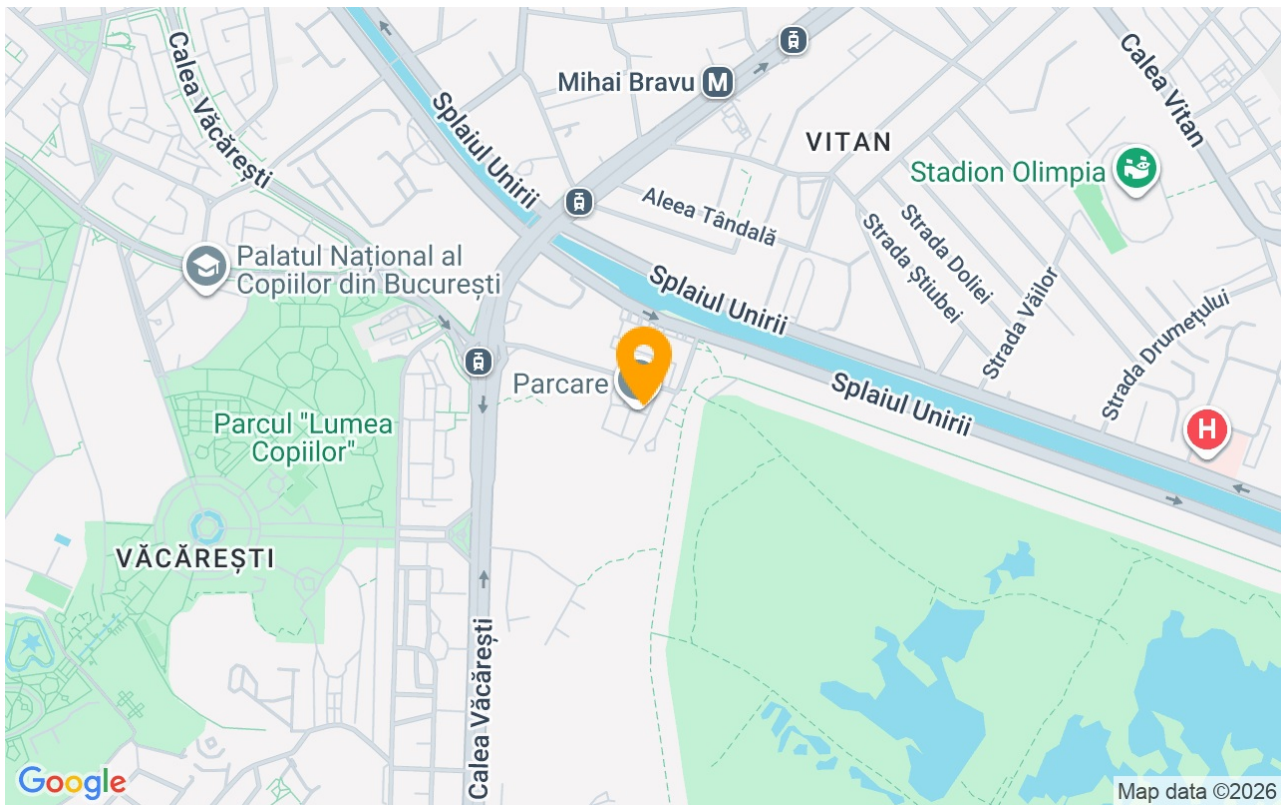 Calea Văcărești
Splaiul Unirii
Mihai Bravu
M
VITAN
Calea Vitan
Stadion Olimpia
Aleea Tândală
Strada Doliei
Strada Știubei
Strada Văilor
Strada Drumețului
Palatul Național al
Copiilor din București
Splaiul Unirii
Parcare
Splaiul Unirii
H
Parcul "Lumea
Copiilor"
VĂCĂREȘTI
Calea Văcărești
Google
Map data ©2026